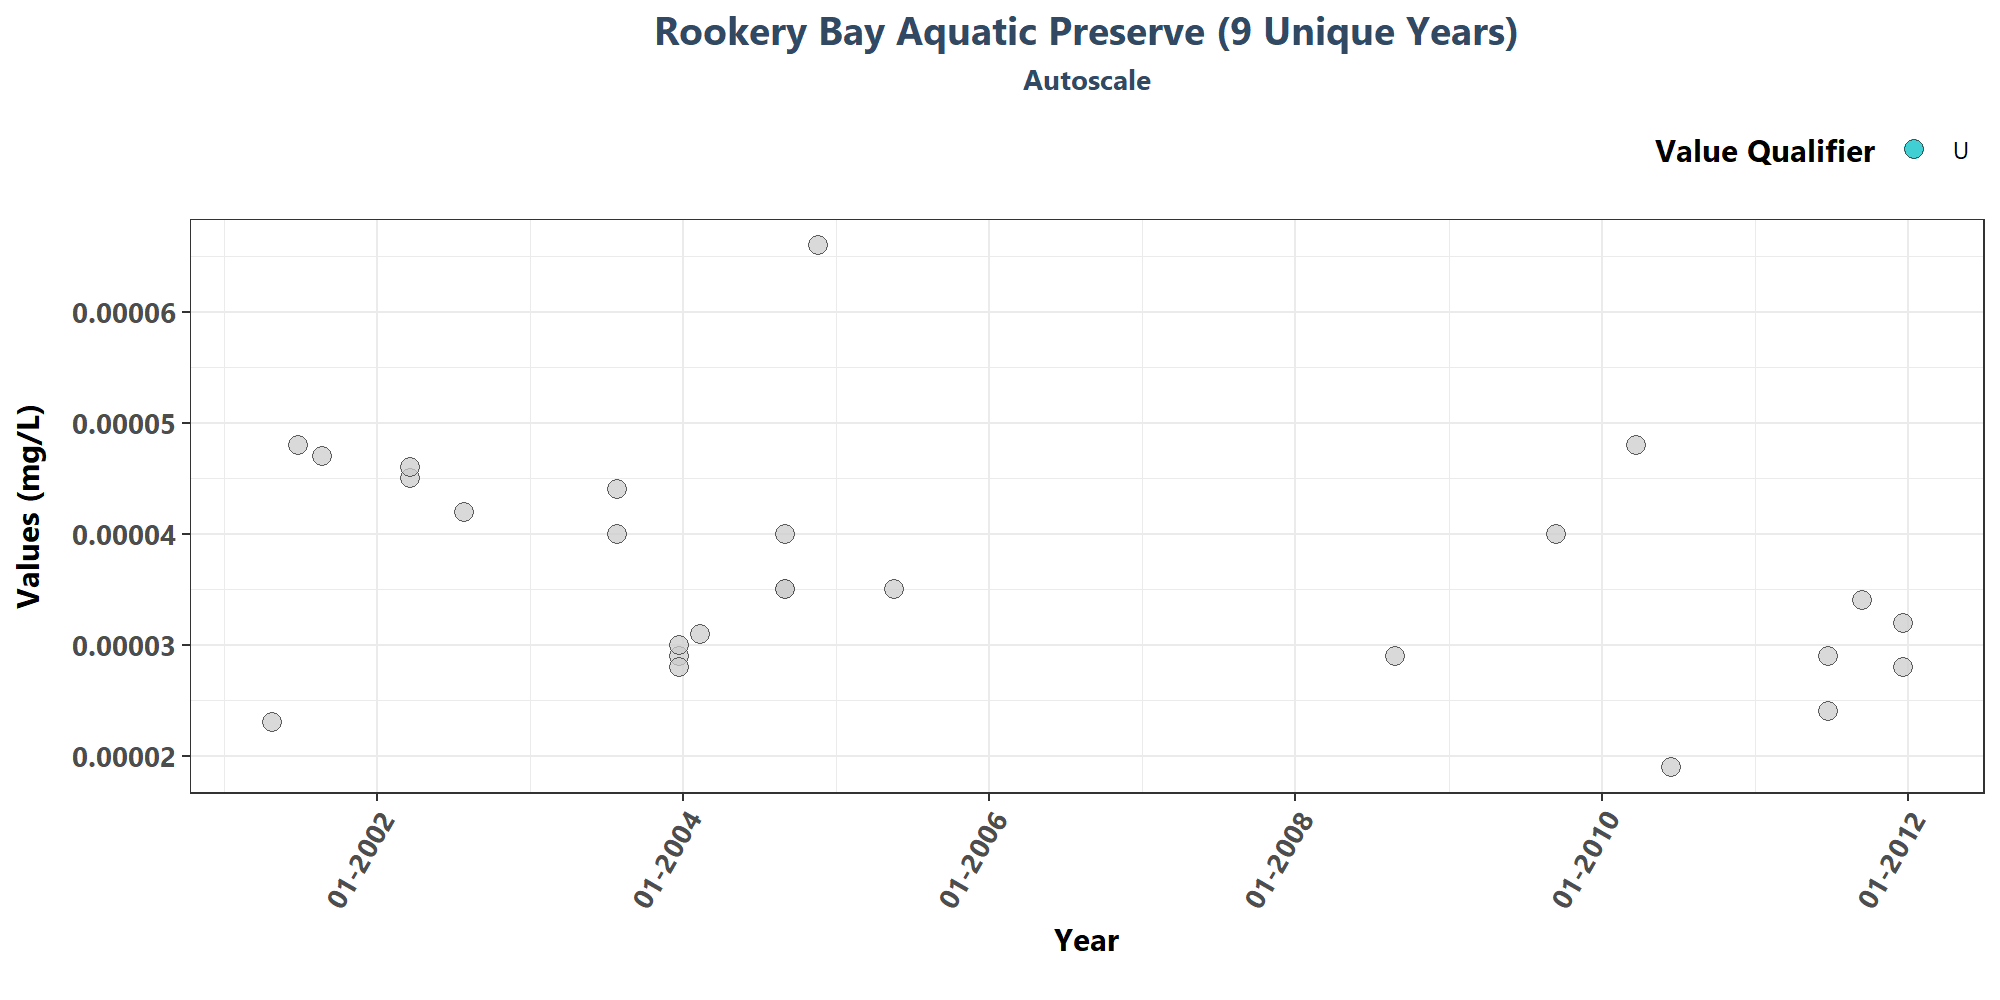 Rookery Bay Aquatic Preserve (9 Unique Years)
Autoscale
Value Qualifier U
Values (mg/L)
0.00006
0.00005
0.00004
0.00003
0.00002
01-2002 01-2004 01-2006 01-2008 01-2010 01-2012
Year